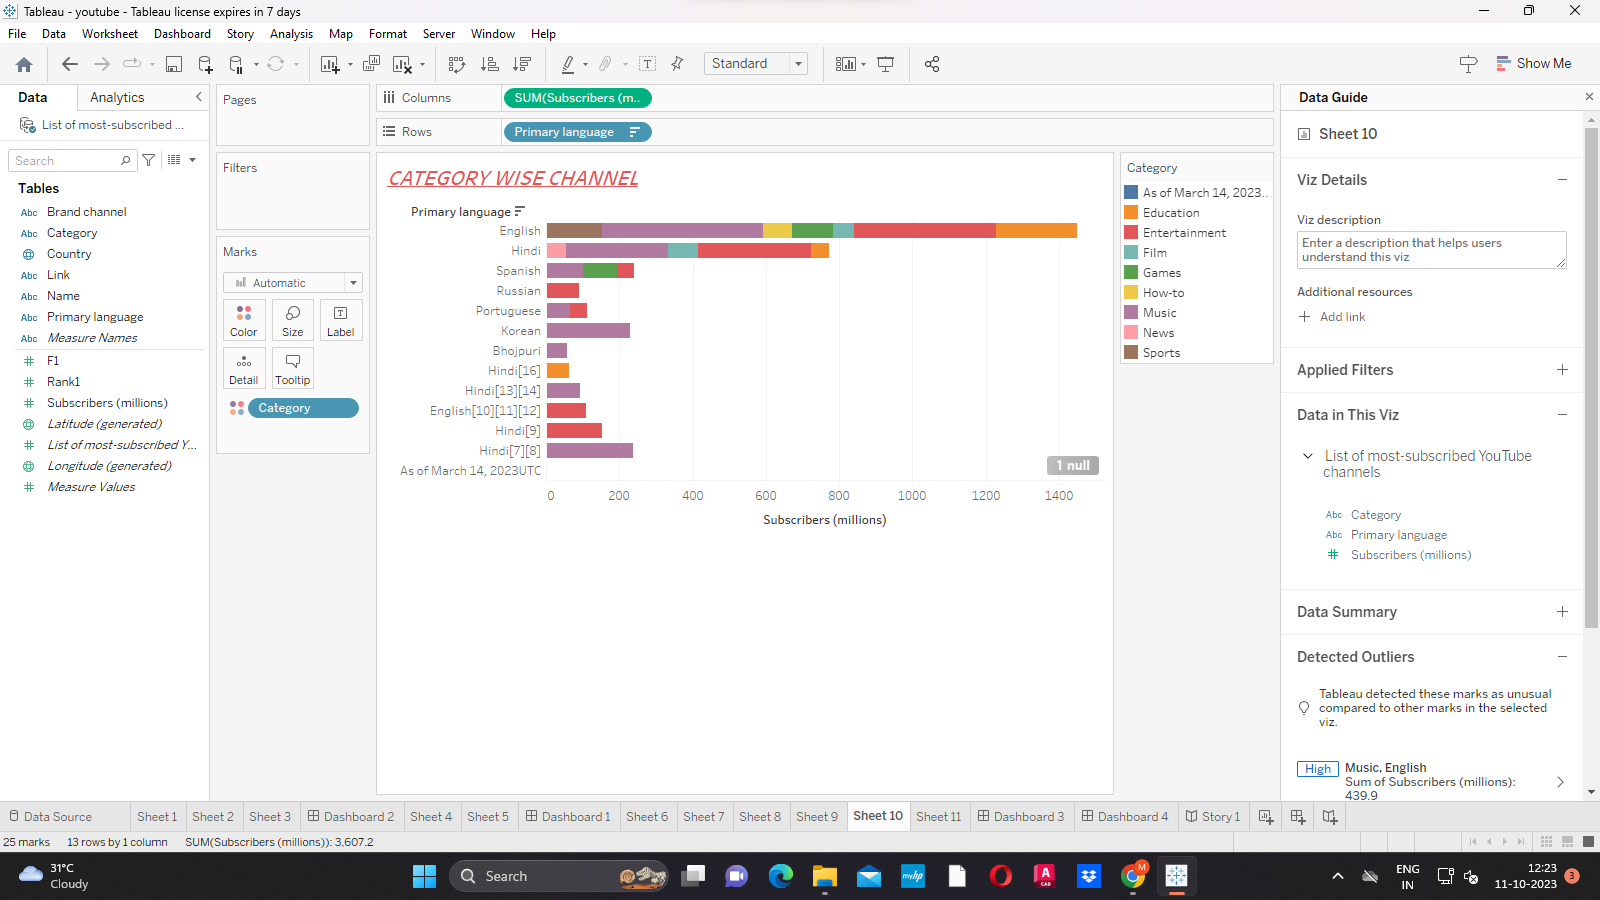 Tableau - youtube - Tableau license expires in 7 days
File Data Worksheet Dashboard Story Analysis Map Format Server Window Help
Standard
Show Me
Data Analytics
List of most-subscribed ...
Search
Tables
Abc Brand channel
Abc Category
Country
Abc Link
Abc Name
Abc Primary language
Abc Measure Names
# F1
# Rank1
# Subscribers (millions)
Latitude (generated)
# List of most-subscribed Y...
Longitude (generated)
# Measure Values
Pages
Filters
Marks
Automatic
Color Size Label
Detail Tooltip
Category
Columns SUM(Subscribers (m..
Rows Primary language
CATEGORY WISE CHANNEL
Primary language
English
Hindi
Spanish
Russian
Portuguese
Korean
Bhojpuri
Hindi[16]
Hindi[13][14]
English[10][11][12]
Hindi[9]
Hindi[7][8]
As of March 14, 2023UTC
1 null
0 200 400 600 800 1000 1200 1400
Subscribers (millions)
Category
As of March 14, 2023..
Education
Entertainment
Film
Games
How-to
Music
News
Sports
Data Guide
Sheet 10
Viz Details
Viz description
Enter a description that helps users
understand this viz
Additional resources
Add link
Applied Filters
Data in This Viz
List of most-subscribed YouTube
channels
Abc Category
Abc Primary language
# Subscribers (millions)
Data Summary
Detected Outliers
Tableau detected these marks as unusual
compared to other marks in the selected
viz.
High Music, English
Sum of Subscribers (millions):
439.9
Data Source Sheet 1 Sheet 2 Sheet 3 Dashboard 2 Sheet 4 Sheet 5 Dashboard 1 Sheet 6 Sheet 7 Sheet 8 Sheet 9 Sheet 10 Sheet 11 Dashboard 3 Dashboard 4 Story 1
25 marks 13 rows by 1 column SUM(Subscribers (millions)): 3,607.2
31°C
Cloudy
Search
myhp
A
CAD
M
ENG
IN
12:23
11-10-2023
3